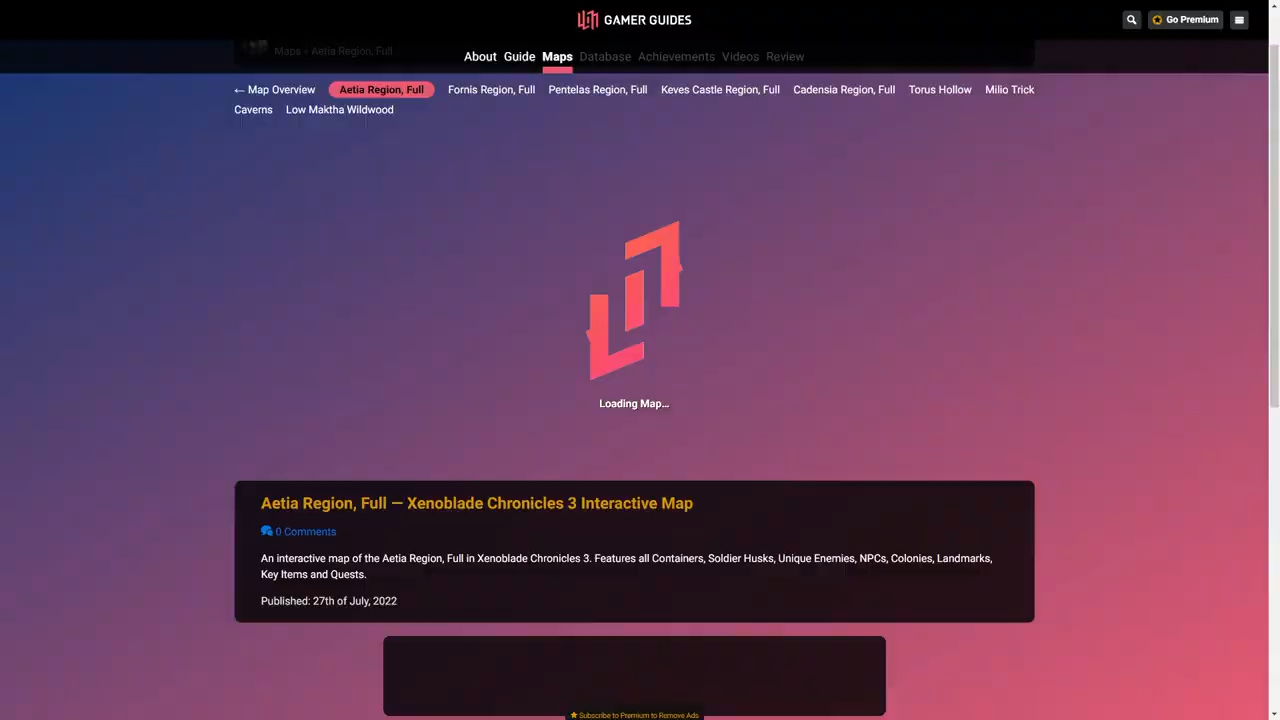 GAMER GUIDES
Go Premium
Maps
Aetia Region, Full
About Guide Maps Database Achievements Videos Review
← Map Overview Aetia Region, Full Fornis Region, Full Pentelas Region, Full Keves Castle Region, Full Cadensia Region, Full Torus Hollow Milio Trick
Caverns Low Maktha Wildwood
Loading Map...
Aetia Region, Full — Xenoblade Chronicles 3 Interactive Map
0 Comments
An interactive map of the Aetia Region, Full in Xenoblade Chronicles 3. Features all Containers, Soldier Husks, Unique Enemies, NPCs, Colonies, Landmarks,
Key Items and Quests.
Published: 27th of July, 2022
Subscribe to Premium to Remove Ads